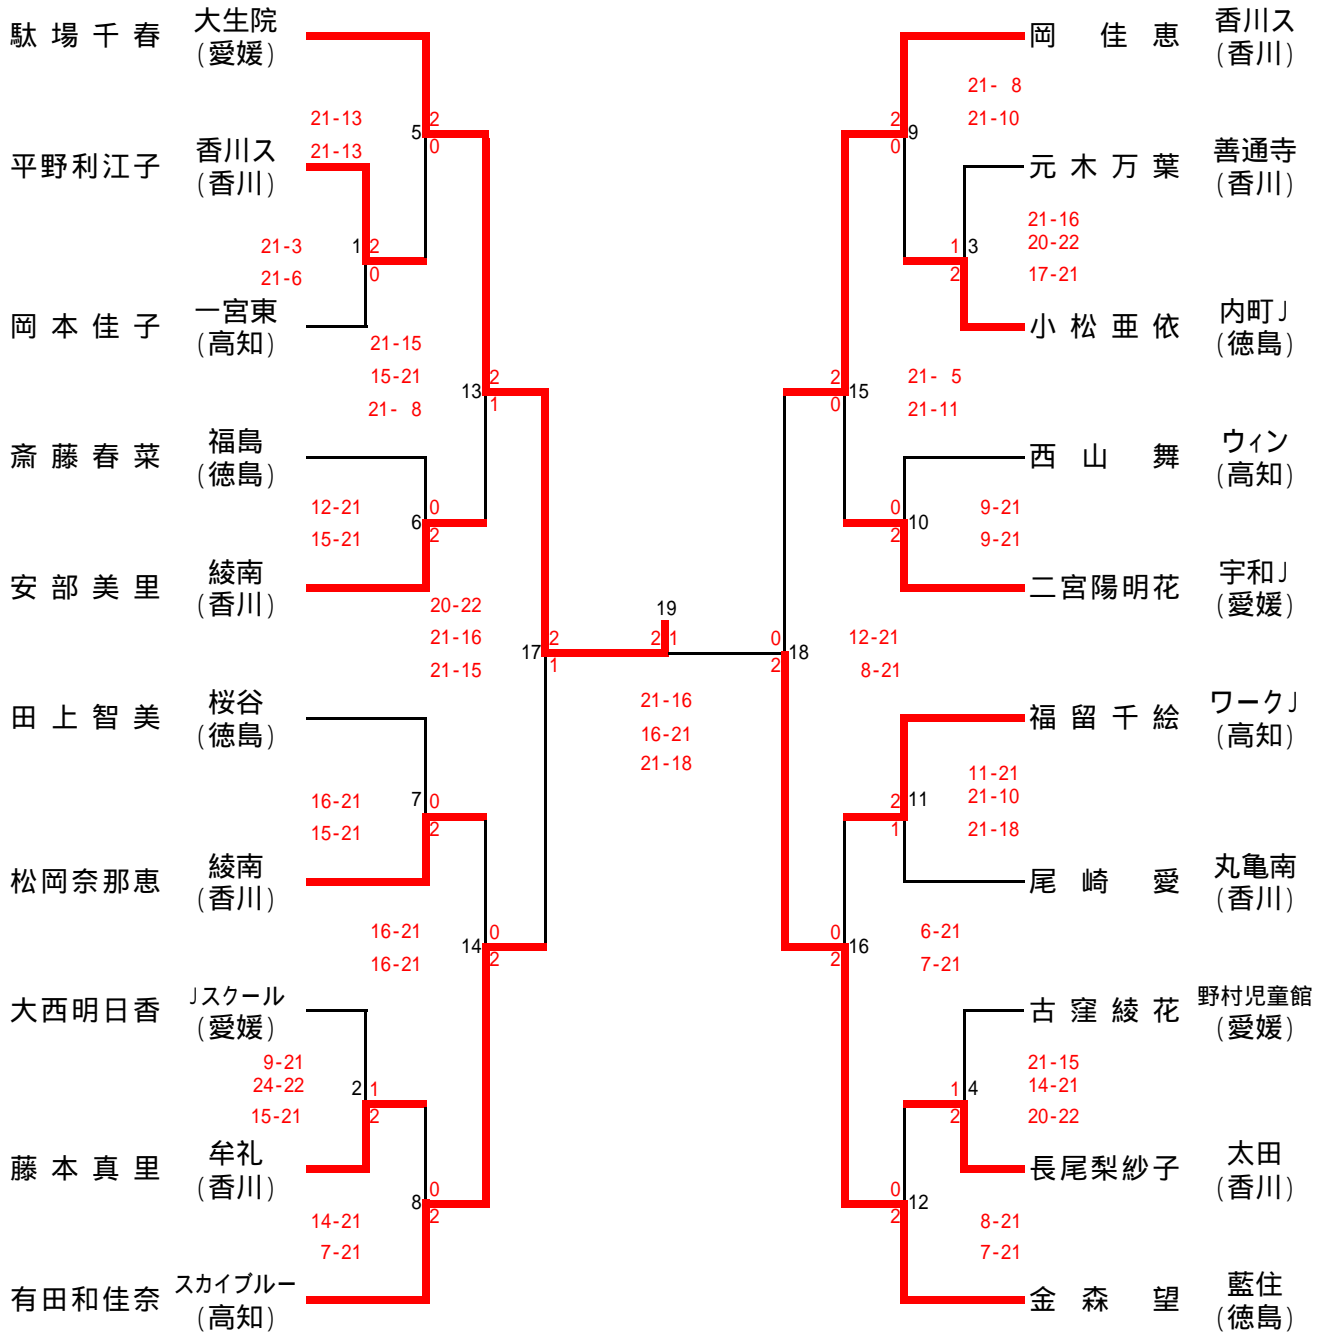 駄場千春 大生院
(愛媛)
21-13
5 2
平野利江子 香川ス
(香川)
21-13
0
21-3
1 2
21-6
0
岡本佳子 一宮東
(高知)
21-15
15-21
13 2
21- 8
1
斎藤春菜 福島
(徳島)
12-21
6 0
15-21
2
安部美里 綾南
(香川)
20-22
21-16
17 2
21-15
1
田上智美 桜谷
(徳島)
16-21
7 0
15-21
2
松岡奈那恵 綾南
(香川)
16-21
14 0
16-21
2
大西明日香 Jスクール
(愛媛)
9-21
24-22
2 1
15-21
2
藤本真里 牟礼
(香川)
8 0
14-21
2
7-21
有田和佳奈 スカイブルー
(高知)
19
2 1
21-16
16-21
21-18
岡佳恵 香川ス
(香川)
21- 8
2 9
21-10
0
元木万葉 善通寺
(香川)
21-16
1 3
20-22
2
17-21
小松亜依 内町J
(徳島)
2 15
21- 5
0
21-11
西山舞 ウィン
(高知)
0 10
9-21
2
9-21
二宮陽明花 宇和J
(愛媛)
0 18
12-21
2
8-21
福留千絵 ワークJ
(高知)
11-21
2 11
21-10
1
21-18
尾崎愛 丸亀南
(香川)
0 16
6-21
2
7-21
古窪綾花 野村児童館
(愛媛)
21-15
1 4
14-21
2
20-22
長尾梨紗子 太田
(香川)
0 12
8-21
2
7-21
金森望 藍住
(徳島)